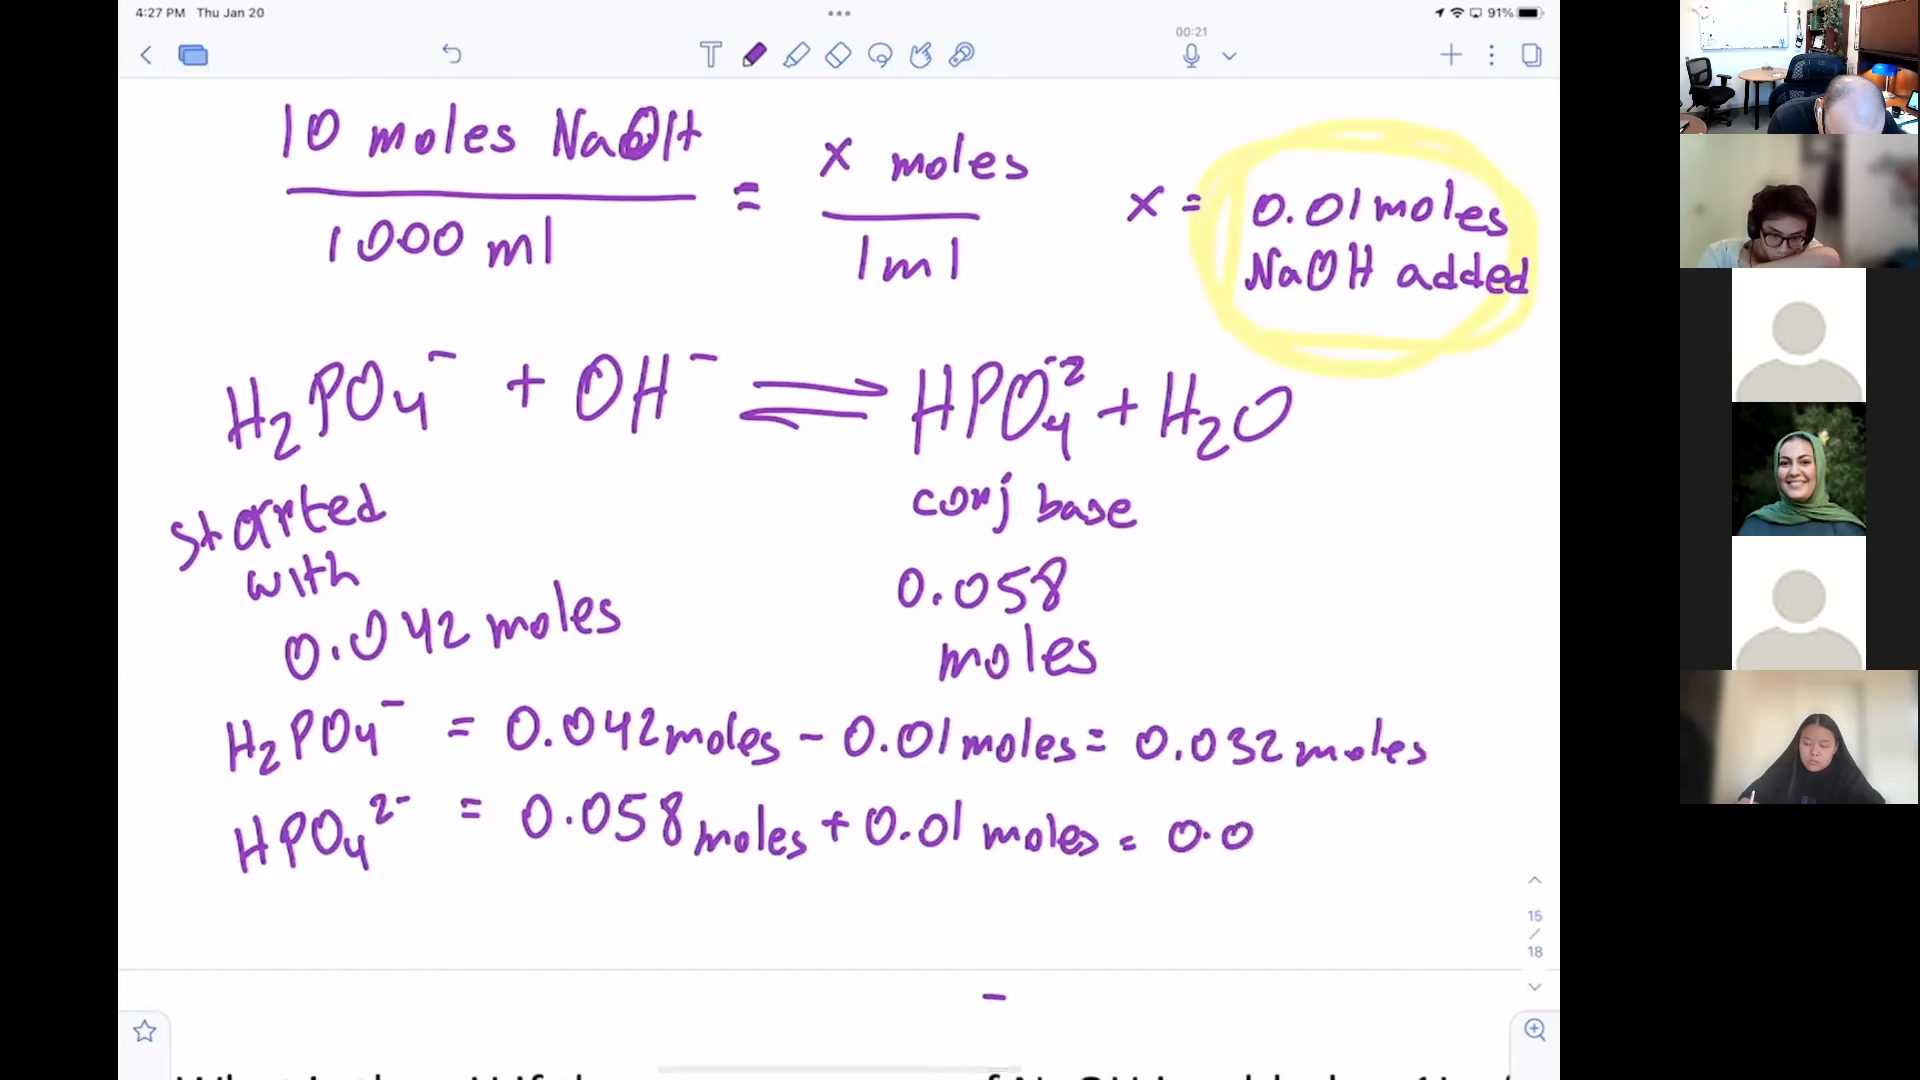 4:27 PM Thu Jan 20
91%
00:21
10 moles NaOH = x moles
1000 ml 1 ml
x = 0.01 moles
NaOH added
H₂PO₄⁻ + OH⁻ ⇌ HPO₄⁻² + H₂O
started
with
0.042 moles
conj base
0.058
moles
H₂PO₄⁻ = 0.042 moles - 0.01 moles = 0.032 moles
HPO₄²⁻ = 0.058 moles + 0.01 moles = 0.0
15
/
18